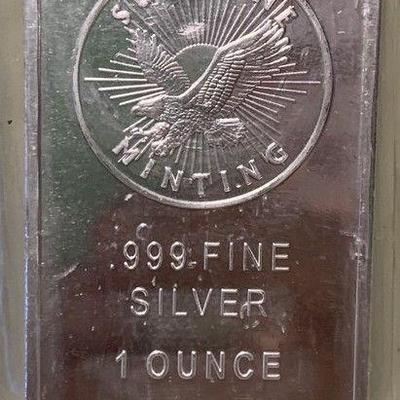 MINTING
.999 FINE
SILVER
1 OUNCE